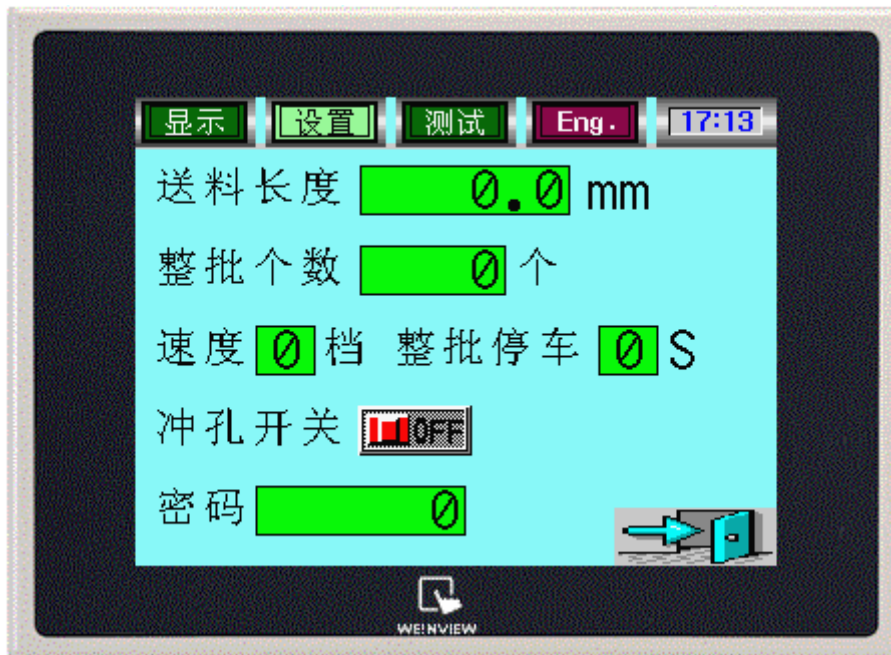 显示 设置 测试 Eng. 17:13
送料长度 0.0 mm
整批个数 0 个
速度 0 档 整批停车 0 S
冲孔开关 OFF
密码 0
WEINVIEW